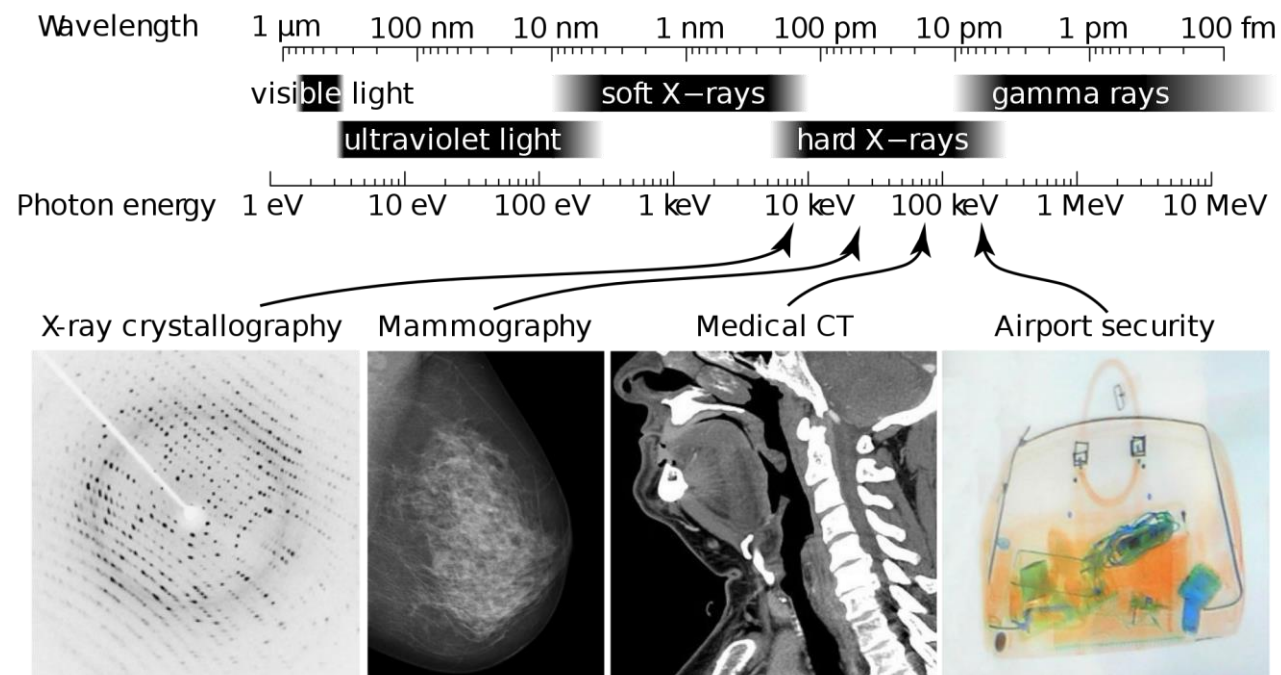 Wavelength 1 μm 100 nm 10 nm 1 nm 100 pm 10 pm 1 pm 100 fm
visible light soft X−rays gamma rays
ultraviolet light hard X−rays
Photon energy 1 eV 10 eV 100 eV 1 keV 10 keV 100 keV 1 MeV 10 MeV
X-ray crystallography Mammography Medical CT Airport security